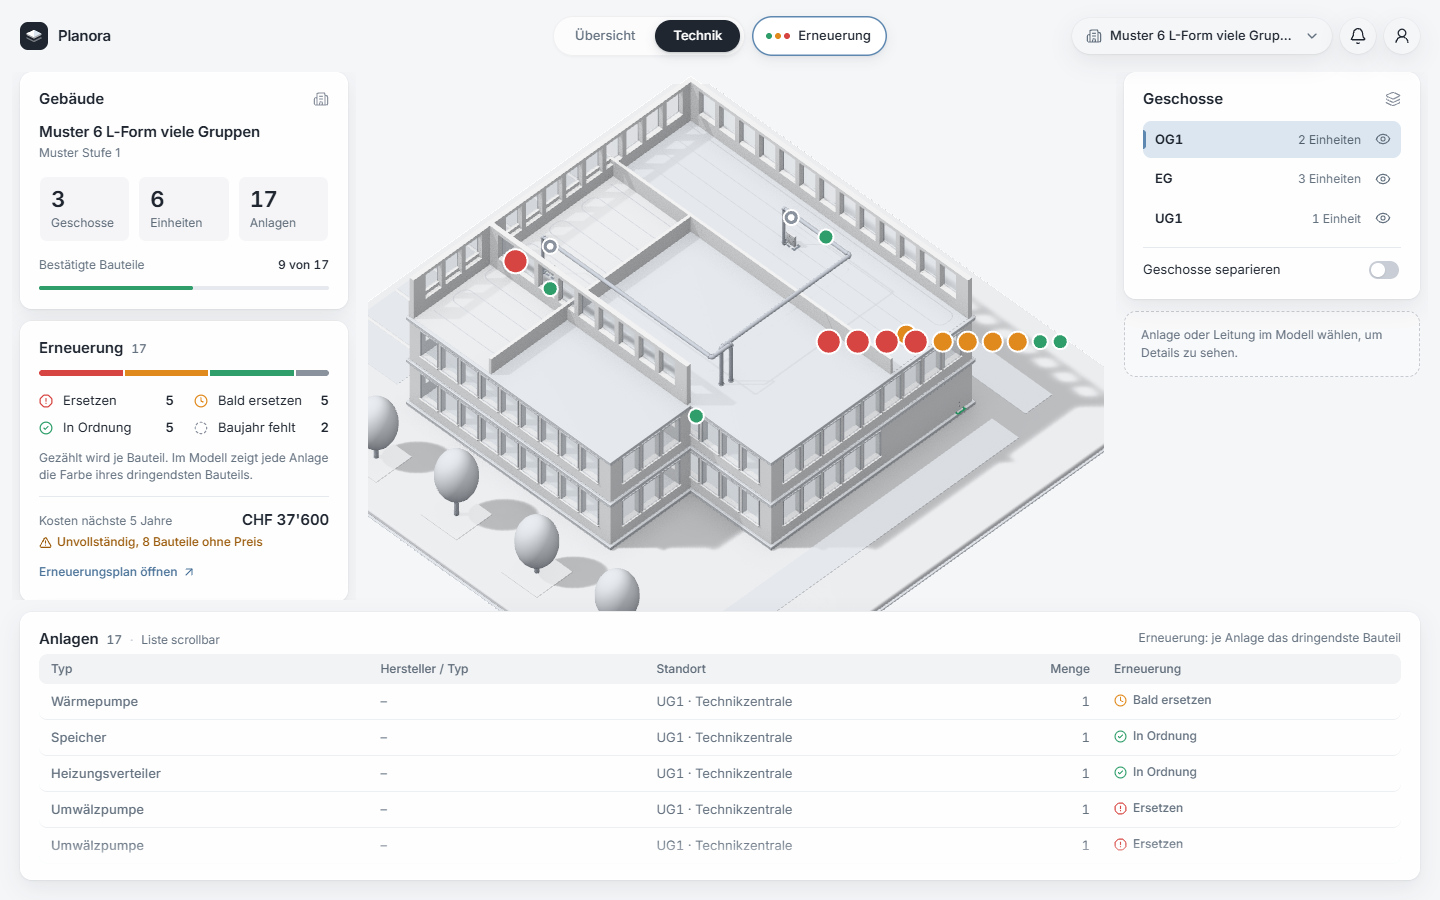 Planora
Übersicht
Technik
Erneuerung
Muster 6 L-Form viele Grup...
Gebäude
Muster 6 L-Form viele Gruppen
Muster Stufe 1
3
Geschosse
6
Einheiten
17
Anlagen
Bestätigte Bauteile
9 von 17
Erneuerung 17
Ersetzen 5
Bald ersetzen 5
In Ordnung 5
Baujahr fehlt 2
Gezählt wird je Bauteil. Im Modell zeigt jede Anlage
die Farbe ihres dringendsten Bauteils.
Kosten nächste 5 Jahre CHF 37'600
Unvollständig, 8 Bauteile ohne Preis
Erneuerungsplan öffnen
Geschosse
OG1 2 Einheiten
EG 3 Einheiten
UG1 1 Einheit
Geschosse separieren
Anlage oder Leitung im Modell wählen, um
Details zu sehen.
Anlagen 17 · Liste scrollbar
Erneuerung: je Anlage das dringendste Bauteil
Typ Hersteller / Typ Standort Menge Erneuerung
Wärmepumpe – UG1 · Technikzentrale 1 Bald ersetzen
Speicher – UG1 · Technikzentrale 1 In Ordnung
Heizungsverteiler – UG1 · Technikzentrale 1 In Ordnung
Umwälzpumpe – UG1 · Technikzentrale 1 Ersetzen
Umwälzpumpe – UG1 · Technikzentrale 1 Ersetzen